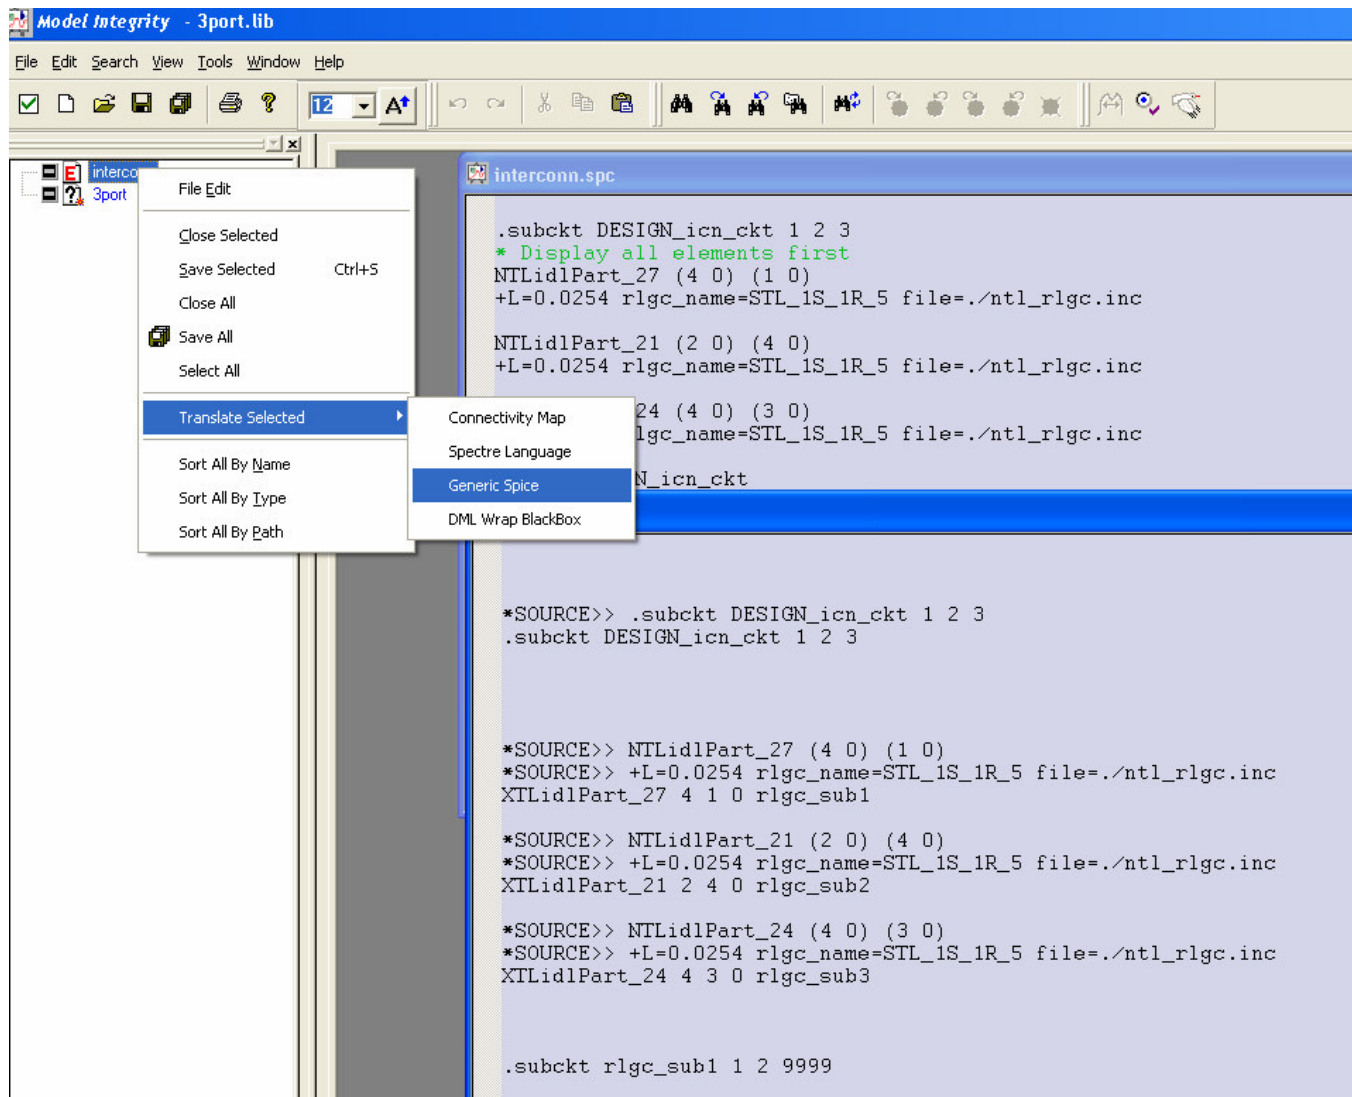 Model Integrity - 3port.lib
File Edit Search View Tools Window Help
12
interco
3port
File Edit
Close Selected
Save Selected Ctrl+S
Close All
Save All
Select All
Translate Selected
Sort All By Name
Sort All By Type
Sort All By Path
Connectivity Map
Spectre Language
Generic Spice
DML Wrap BlackBox
interconn.spc
.subckt DESIGN_icn_ckt 1 2 3
* Display all elements first
NTLidlPart_27 (4 0) (1 0)
+L=0.0254 rlgc_name=STL_1S_1R_5 file=./ntl_rlgc.inc
NTLidlPart_21 (2 0) (4 0)
+L=0.0254 rlgc_name=STL_1S_1R_5 file=./ntl_rlgc.inc
24 (4 0) (3 0)
lgc_name=STL_1S_1R_5 file=./ntl_rlgc.inc
N_icn_ckt
*SOURCE>> .subckt DESIGN_icn_ckt 1 2 3
.subckt DESIGN_icn_ckt 1 2 3
*SOURCE>> NTLidlPart_27 (4 0) (1 0)
*SOURCE>> +L=0.0254 rlgc_name=STL_1S_1R_5 file=./ntl_rlgc.inc
XTLidlPart_27 4 1 0 rlgc_sub1
*SOURCE>> NTLidlPart_21 (2 0) (4 0)
*SOURCE>> +L=0.0254 rlgc_name=STL_1S_1R_5 file=./ntl_rlgc.inc
XTLidlPart_21 2 4 0 rlgc_sub2
*SOURCE>> NTLidlPart_24 (4 0) (3 0)
*SOURCE>> +L=0.0254 rlgc_name=STL_1S_1R_5 file=./ntl_rlgc.inc
XTLidlPart_24 4 3 0 rlgc_sub3
.subckt rlgc_sub1 1 2 9999